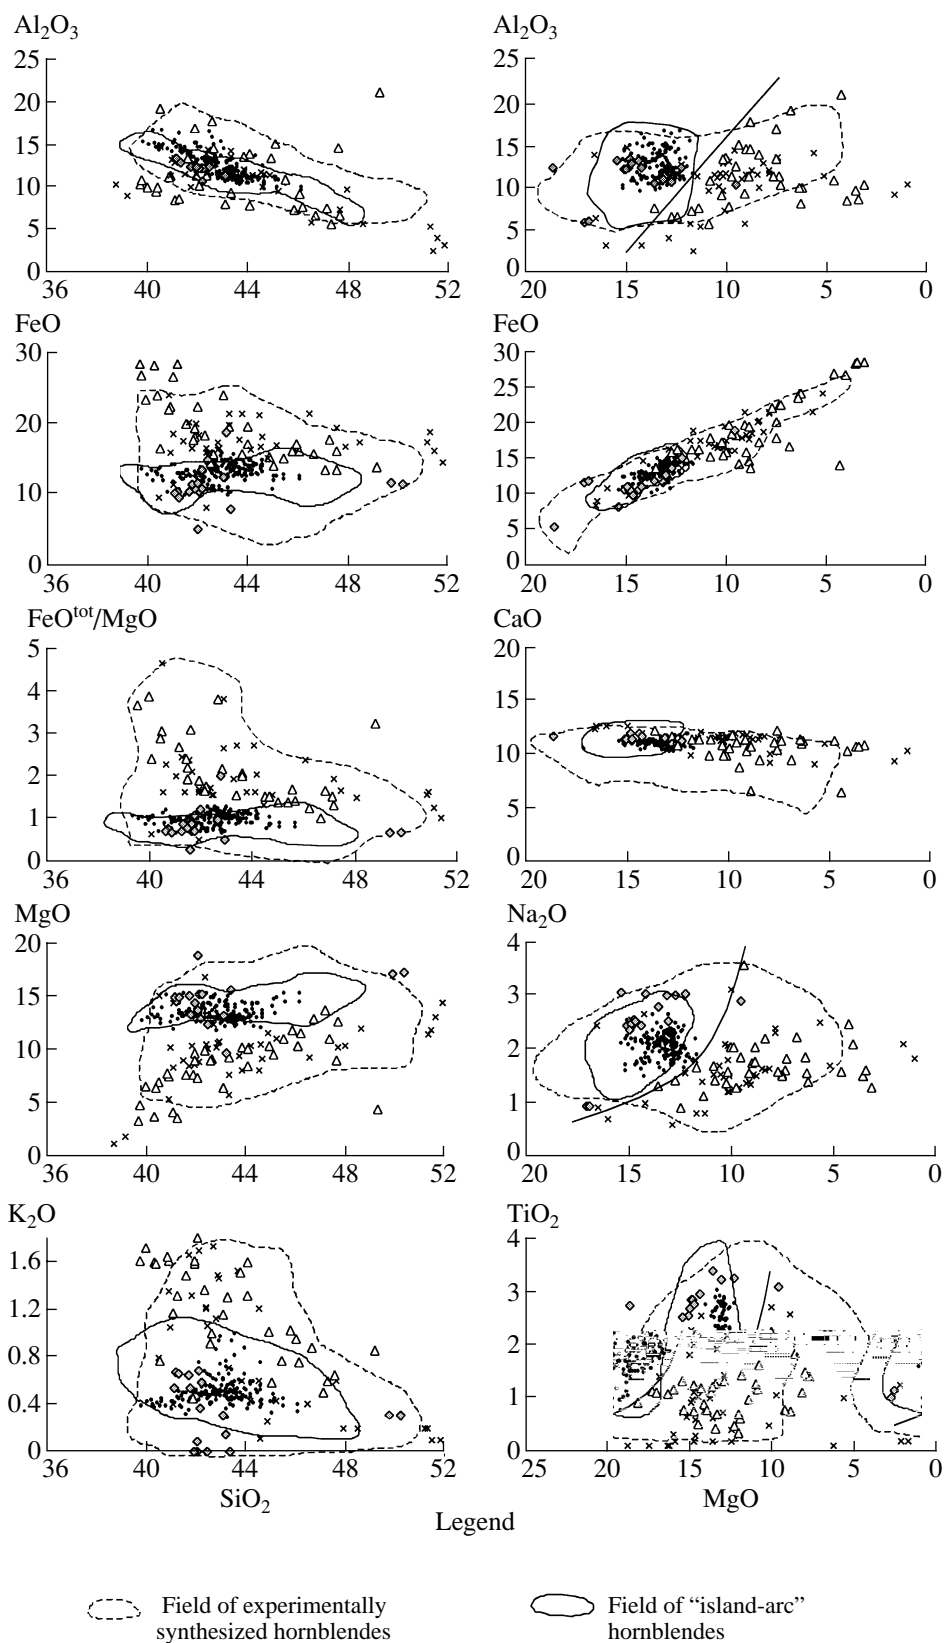 Al₂O₃ Al₂O₃
25 25
20 20
15 15
10 10
5 5
0 0
36 40 44 48 52 20 15 10 5 0
FeO FeO
30 30
25
20 20
15
10 10
5
0 0
36 40 44 48 52 20 15 10 5 0
FeOᵗᵒᵗ/MgO CaO
5 20
4 15
3
2 10
1 5
0 0
36 40 44 48 52 20 15 10 5 0
MgO Na₂O
20 4
15 3
10 2
5 1
0 0
36 40 44 48 52 20 15 10 5 0
K₂O TiO₂
1.6 4
1.2 3
0.8 2
0.4 1
0 0
36 40 44 48 52 25 20 15 10 5 0
SiO₂ MgO
Legend
Field of experimentally
synthesized hornblendes
Field of “island-arc”
hornblendes